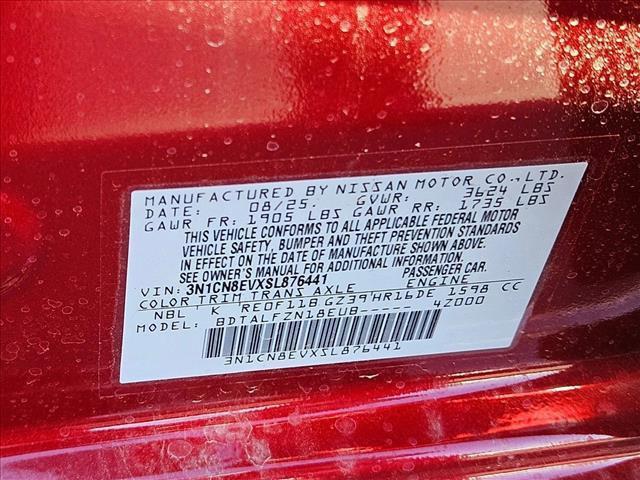 MANUFACTURED BY NISSAN MOTOR CO.,LTD.
DATE: 08/25. GVWR: 3624 LBS
GAWR FR: 1905 LBS GAWR RR: 1735 LBS
THIS VEHICLE CONFORMS TO ALL APPLICABLE FEDERAL MOTOR
VEHICLE SAFETY, BUMPER AND THEFT PREVENTION STANDARDS
IN EFFECT ON THE DATE OF MANUFACTURE SHOWN ABOVE.
SEE OWNER'S MANUAL FOR ADDITIONAL INFORMATION.
VIN: 3N1CN8EVXSL876441 PASSENGER CAR.
COLOR TRIM TRANS AXLE ENGINE
NBL K RE0F11B GZ39 HR16DE 1598 CC
MODEL: BDTALFZN18EUB----- 4Z000
3N1CN8EVXSL876441